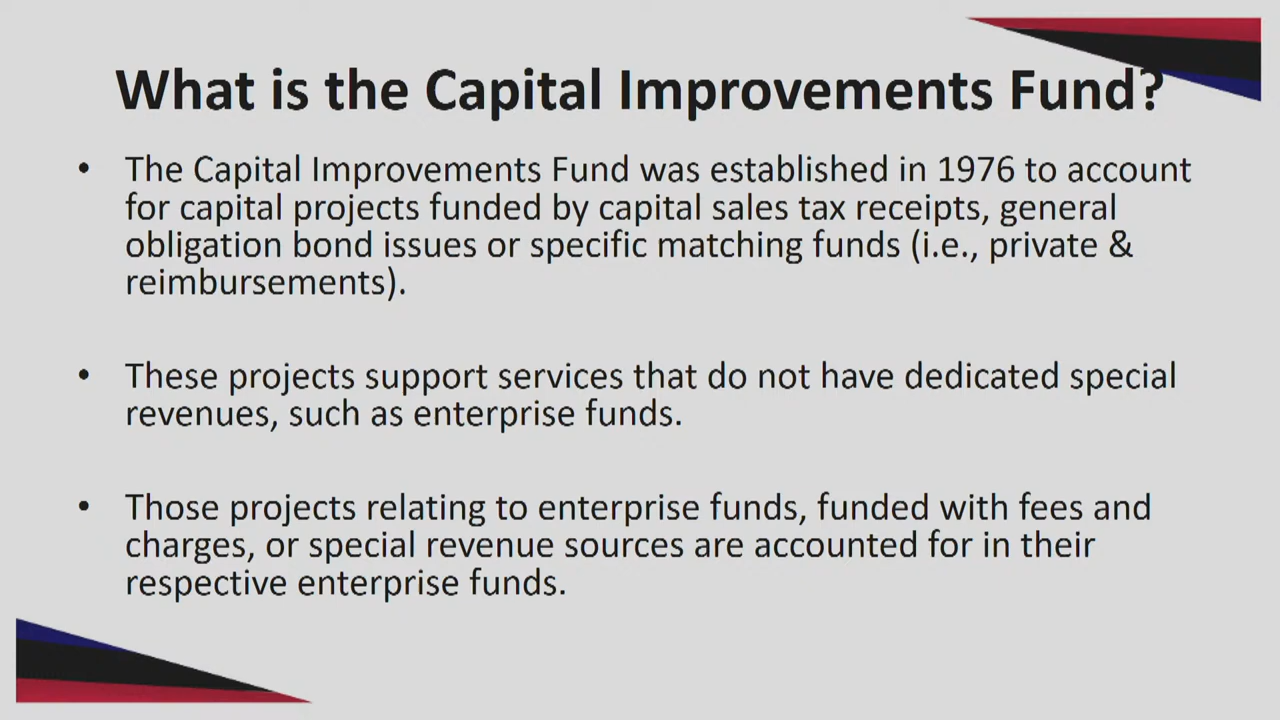 What is the Capital Improvements Fund?
• The Capital Improvements Fund was established in 1976 to account
for capital projects funded by capital sales tax receipts, general
obligation bond issues or specific matching funds (i.e., private &
reimbursements).
• These projects support services that do not have dedicated special
revenues, such as enterprise funds.
• Those projects relating to enterprise funds, funded with fees and
charges, or special revenue sources are accounted for in their
respective enterprise funds.